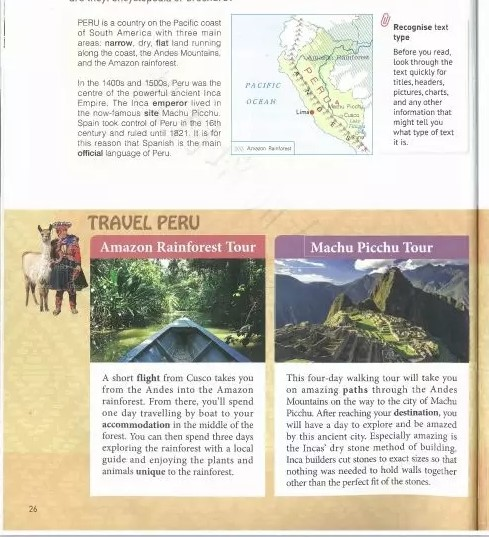 PERU is a country on the Pacific coast
of South America with three main
areas: narrow, dry, flat land running
along the coast, the Andes Mountains,
and the Amazon rainforest.
In the 1400s and 1500s, Peru was the
centre of the powerful ancient Inca
Empire. The Inca emperor lived in
the now-famous site Machu Picchu.
Spain took control of Peru in the 16th
century and ruled until 1821. It is for
this reason that Spanish is the main
official language of Peru.
Amazon Rainforest
PERU
PACIFIC
OCEAN
ANDES
Machu Picchu
Lima
Cusco
Amazon Rainforest
Recognise text
type
Before you read,
look through the
text quickly for
titles, headers,
pictures, charts,
and any other
information that
might tell you
what type of text
it is.
TRAVEL PERU
Amazon Rainforest Tour
A short flight from Cusco takes you
from the Andes into the Amazon
rainforest. From there, you'll spend
one day travelling by boat to your
accommodation in the middle of the
forest. You can then spend three days
exploring the rainforest with a local
guide and enjoying the plants and
animals unique to the rainforest.
Machu Picchu Tour
This four-day walking tour will take you
on amazing paths through the Andes
Mountains on the way to the city of Machu
Picchu. After reaching your destination, you
will have a day to explore and be amazed
by this ancient city. Especially amazing is
the Incas' dry stone method of building.
Inca builders cut stones to exact sizes so that
nothing was needed to hold walls together
other than the perfect fit of the stones.
26